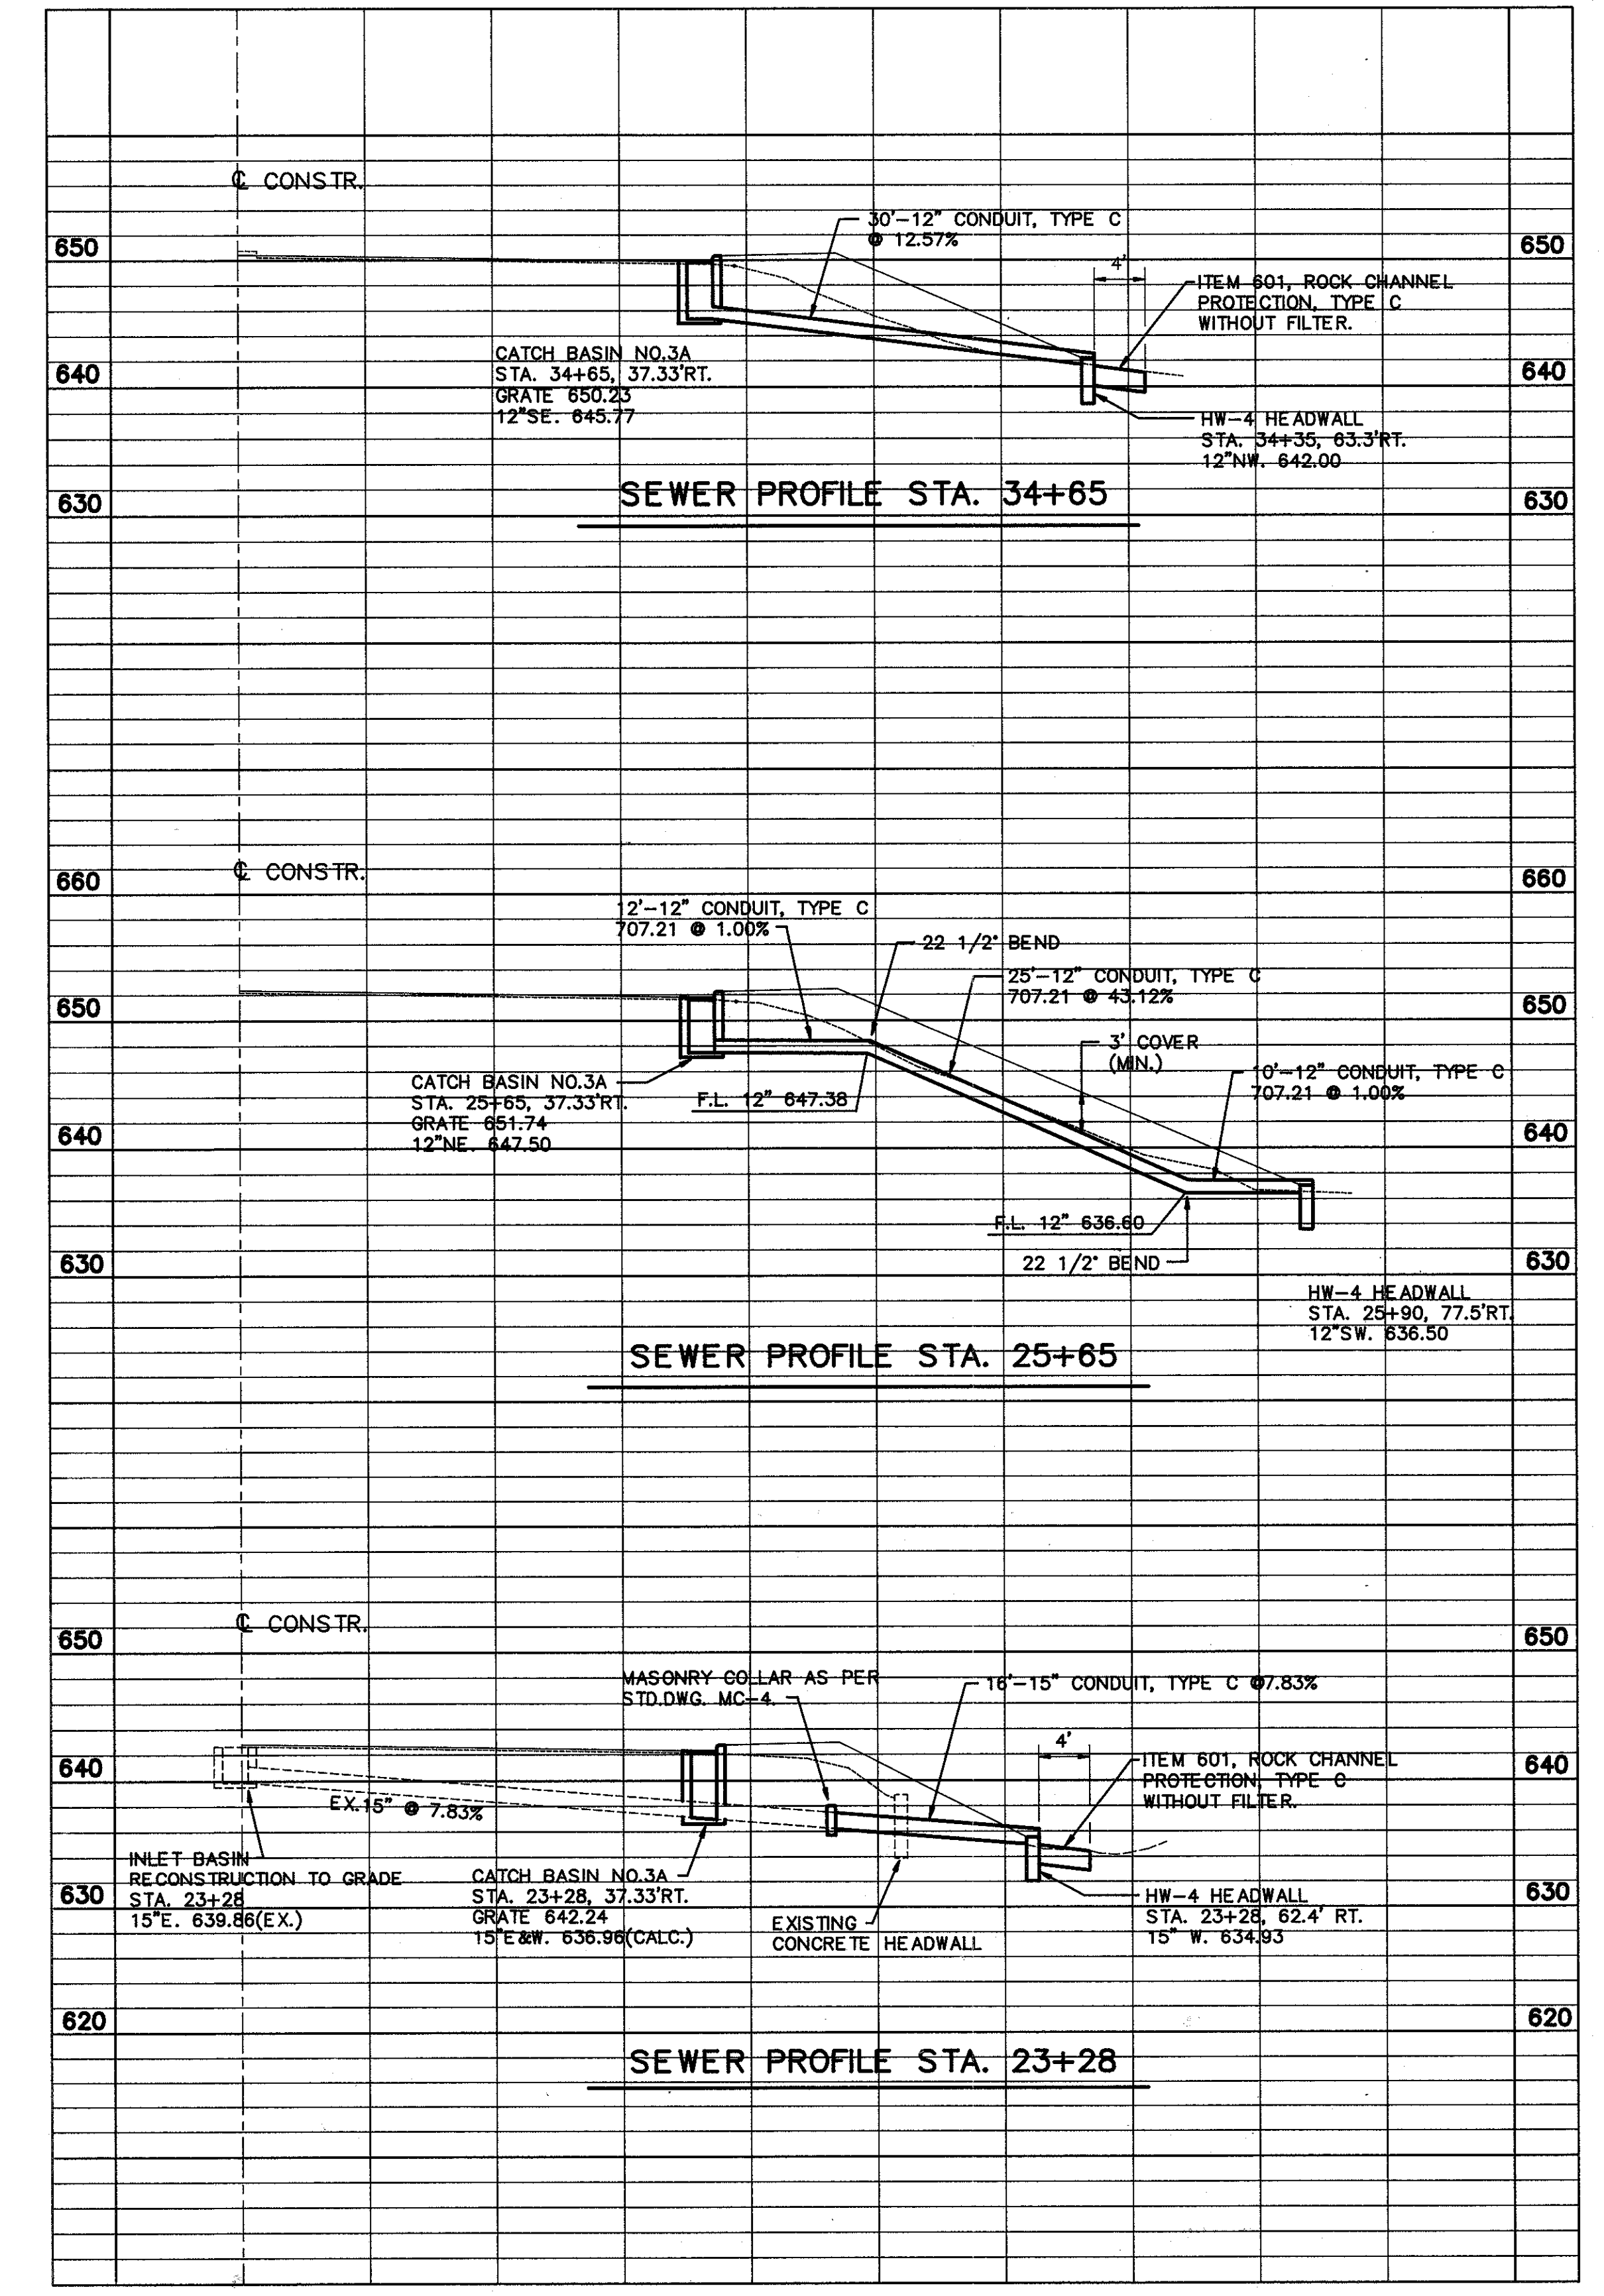 ℄ CONSTR.
30'-12" CONDUIT, TYPE C
@ 12.57%
650
650
4'
ITEM 601, ROCK CHANNEL
PROTECTION, TYPE C
WITHOUT FILTER.
CATCH BASIN NO.3A
STA. 34+65, 37.33'RT.
GRATE 650.23
12"SE. 645.77
640
640
HW-4 HEADWALL
STA. 34+35, 63.3'RT.
12"NW. 642.00
SEWER PROFILE STA. 34+65
630
630
℄ CONSTR.
660
660
12'-12" CONDUIT, TYPE C
707.21 @ 1.00%
22 1/2° BEND
25'-12" CONDUIT, TYPE C
707.21 @ 43.12%
650
650
3' COVER
(MIN.)
10'-12" CONDUIT, TYPE C
707.21 @ 1.00%
CATCH BASIN NO.3A
STA. 25+65, 37.33'RT.
GRATE 651.74
12"NE. 647.50
F.L. 12" 647.38
640
640
F.L. 12" 636.60
22 1/2° BEND
630
630
HW-4 HEADWALL
STA. 25+90, 77.5'RT.
12"SW. 636.50
SEWER PROFILE STA. 25+65
℄ CONSTR.
650
650
MASONRY COLLAR AS PER
STD.DWG. MC-4.
16'-15" CONDUIT, TYPE C @7.83%
4'
ITEM 601, ROCK CHANNEL
PROTECTION, TYPE C
WITHOUT FILTER.
640
640
EX.15" @ 7.83%
INLET BASIN
RECONSTRUCTION TO GRADE
STA. 23+28
15"E. 639.86(EX.)
CATCH BASIN NO.3A
STA. 23+28, 37.33'RT.
GRATE 642.24
15"E&W. 636.96(CALC.)
EXISTING
CONCRETE HEADWALL
HW-4 HEADWALL
STA. 23+28, 62.4' RT.
15" W. 634.93
630
630
620
620
SEWER PROFILE STA. 23+28